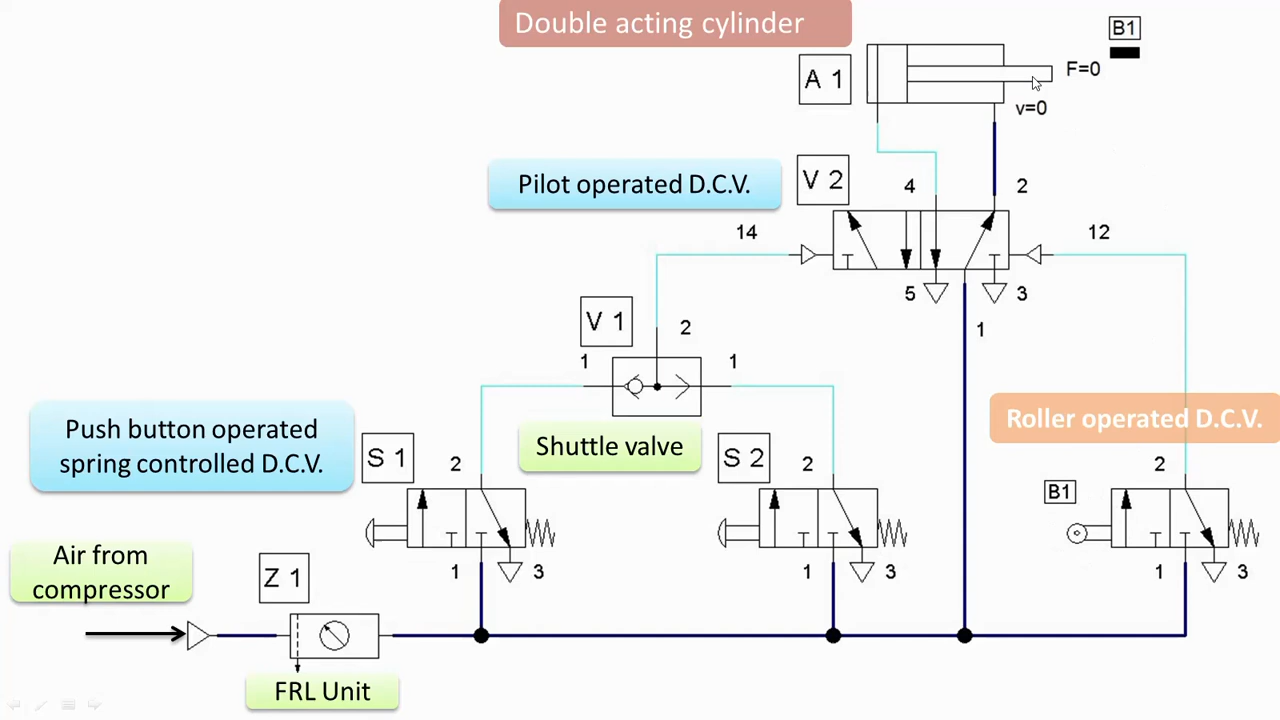 Double acting cylinder
B1
A 1
F=0
v=0
Pilot operated D.C.V.
V 2
4
2
14
12
5
3
V 1
2
1
1
1
Roller operated D.C.V.
Push button operated
spring controlled D.C.V.
Shuttle valve
S 1
2
S 2
2
B1
2
Air from
compressor
Z 1
1
3
1
3
1
3
FRL Unit